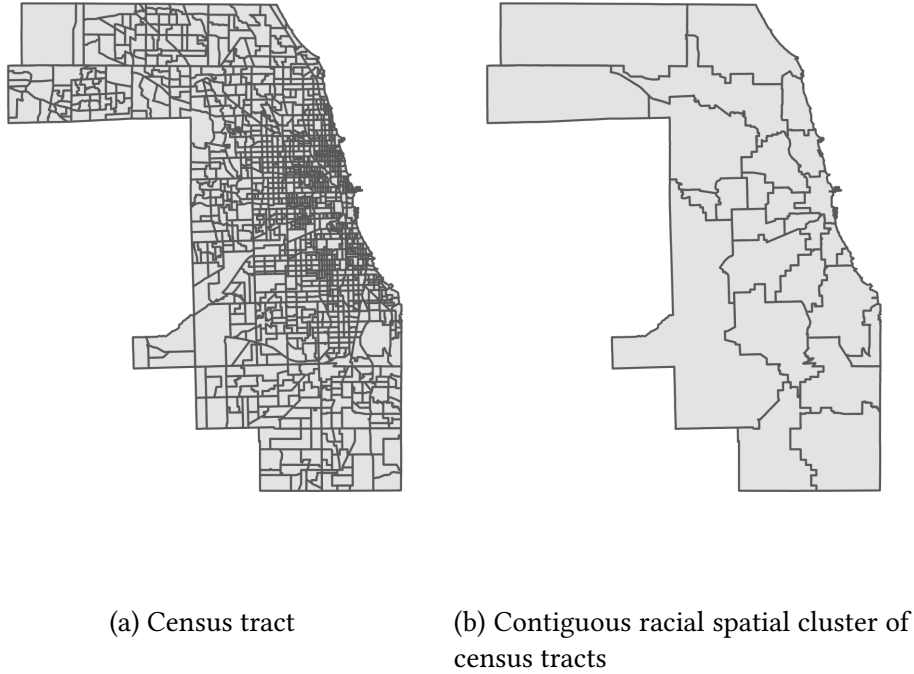 (a) Census tract
(b) Contiguous racial spatial cluster of
census tracts